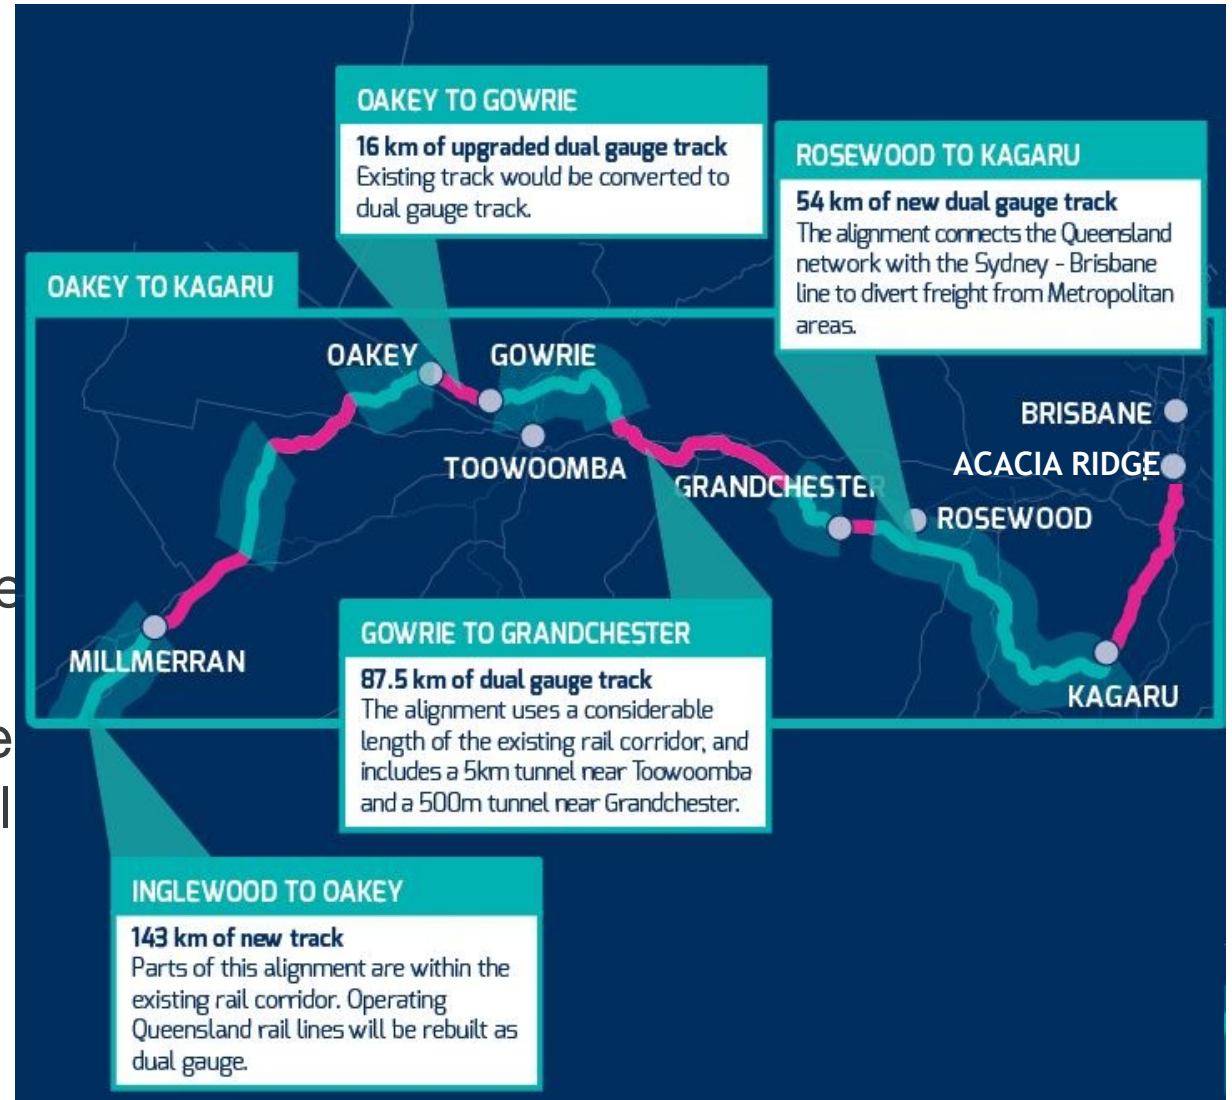 OAKEY TO GOWRIE
16 km of upgraded dual gauge track
Existing track would be converted to
dual gauge track.
ROSEWOOD TO KAGARU
54 km of new dual gauge track
The alignment connects the Queensland
network with the Sydney - Brisbane
line to divert freight from Metropolitan
areas.
OAKEY TO KAGARU
OAKEY
GOWRIE
BRISBANE
TOOWOOMBA
ACACIA RIDGE
GRANDCHESTER
ROSEWOOD
MILLMERRAN
KAGARU
e
e
l
GOWRIE TO GRANDCHESTER
87.5 km of dual gauge track
The alignment uses a considerable
length of the existing rail corridor, and
includes a 5km tunnel near Toowoomba
and a 500m tunnel near Grandchester.
INGLEWOOD TO OAKEY
143 km of new track
Parts of this alignment are within the
existing rail corridor. Operating
Queensland rail lines will be rebuilt as
dual gauge.